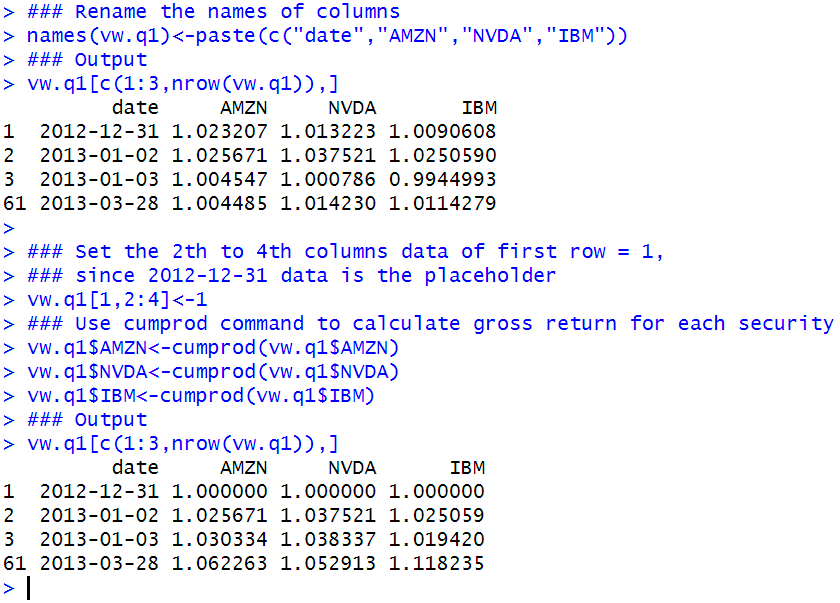 > ### Rename the names of columns
> names(vw.q1)<-paste(c("date","AMZN","NVDA","IBM"))
> ### Output
> vw.q1[c(1:3,nrow(vw.q1)),]
         date     AMZN     NVDA       IBM
1  2012-12-31 1.023207 1.013223 1.0090608
2  2013-01-02 1.025671 1.037521 1.0250590
3  2013-01-03 1.004547 1.000786 0.9944993
61 2013-03-28 1.004485 1.014230 1.0114279
>
> ### Set the 2th to 4th columns data of first row = 1,
> ### since 2012-12-31 data is the placeholder
> vw.q1[1,2:4]<-1
> ### Use cumprod command to calculate gross return for each security
> vw.q1$AMZN<-cumprod(vw.q1$AMZN)
> vw.q1$NVDA<-cumprod(vw.q1$NVDA)
> vw.q1$IBM<-cumprod(vw.q1$IBM)
> ### Output
> vw.q1[c(1:3,nrow(vw.q1)),]
         date     AMZN     NVDA      IBM
1  2012-12-31 1.000000 1.000000 1.000000
2  2013-01-02 1.025671 1.037521 1.025059
3  2013-01-03 1.030334 1.038337 1.019420
61 2013-03-28 1.062263 1.052913 1.118235
>